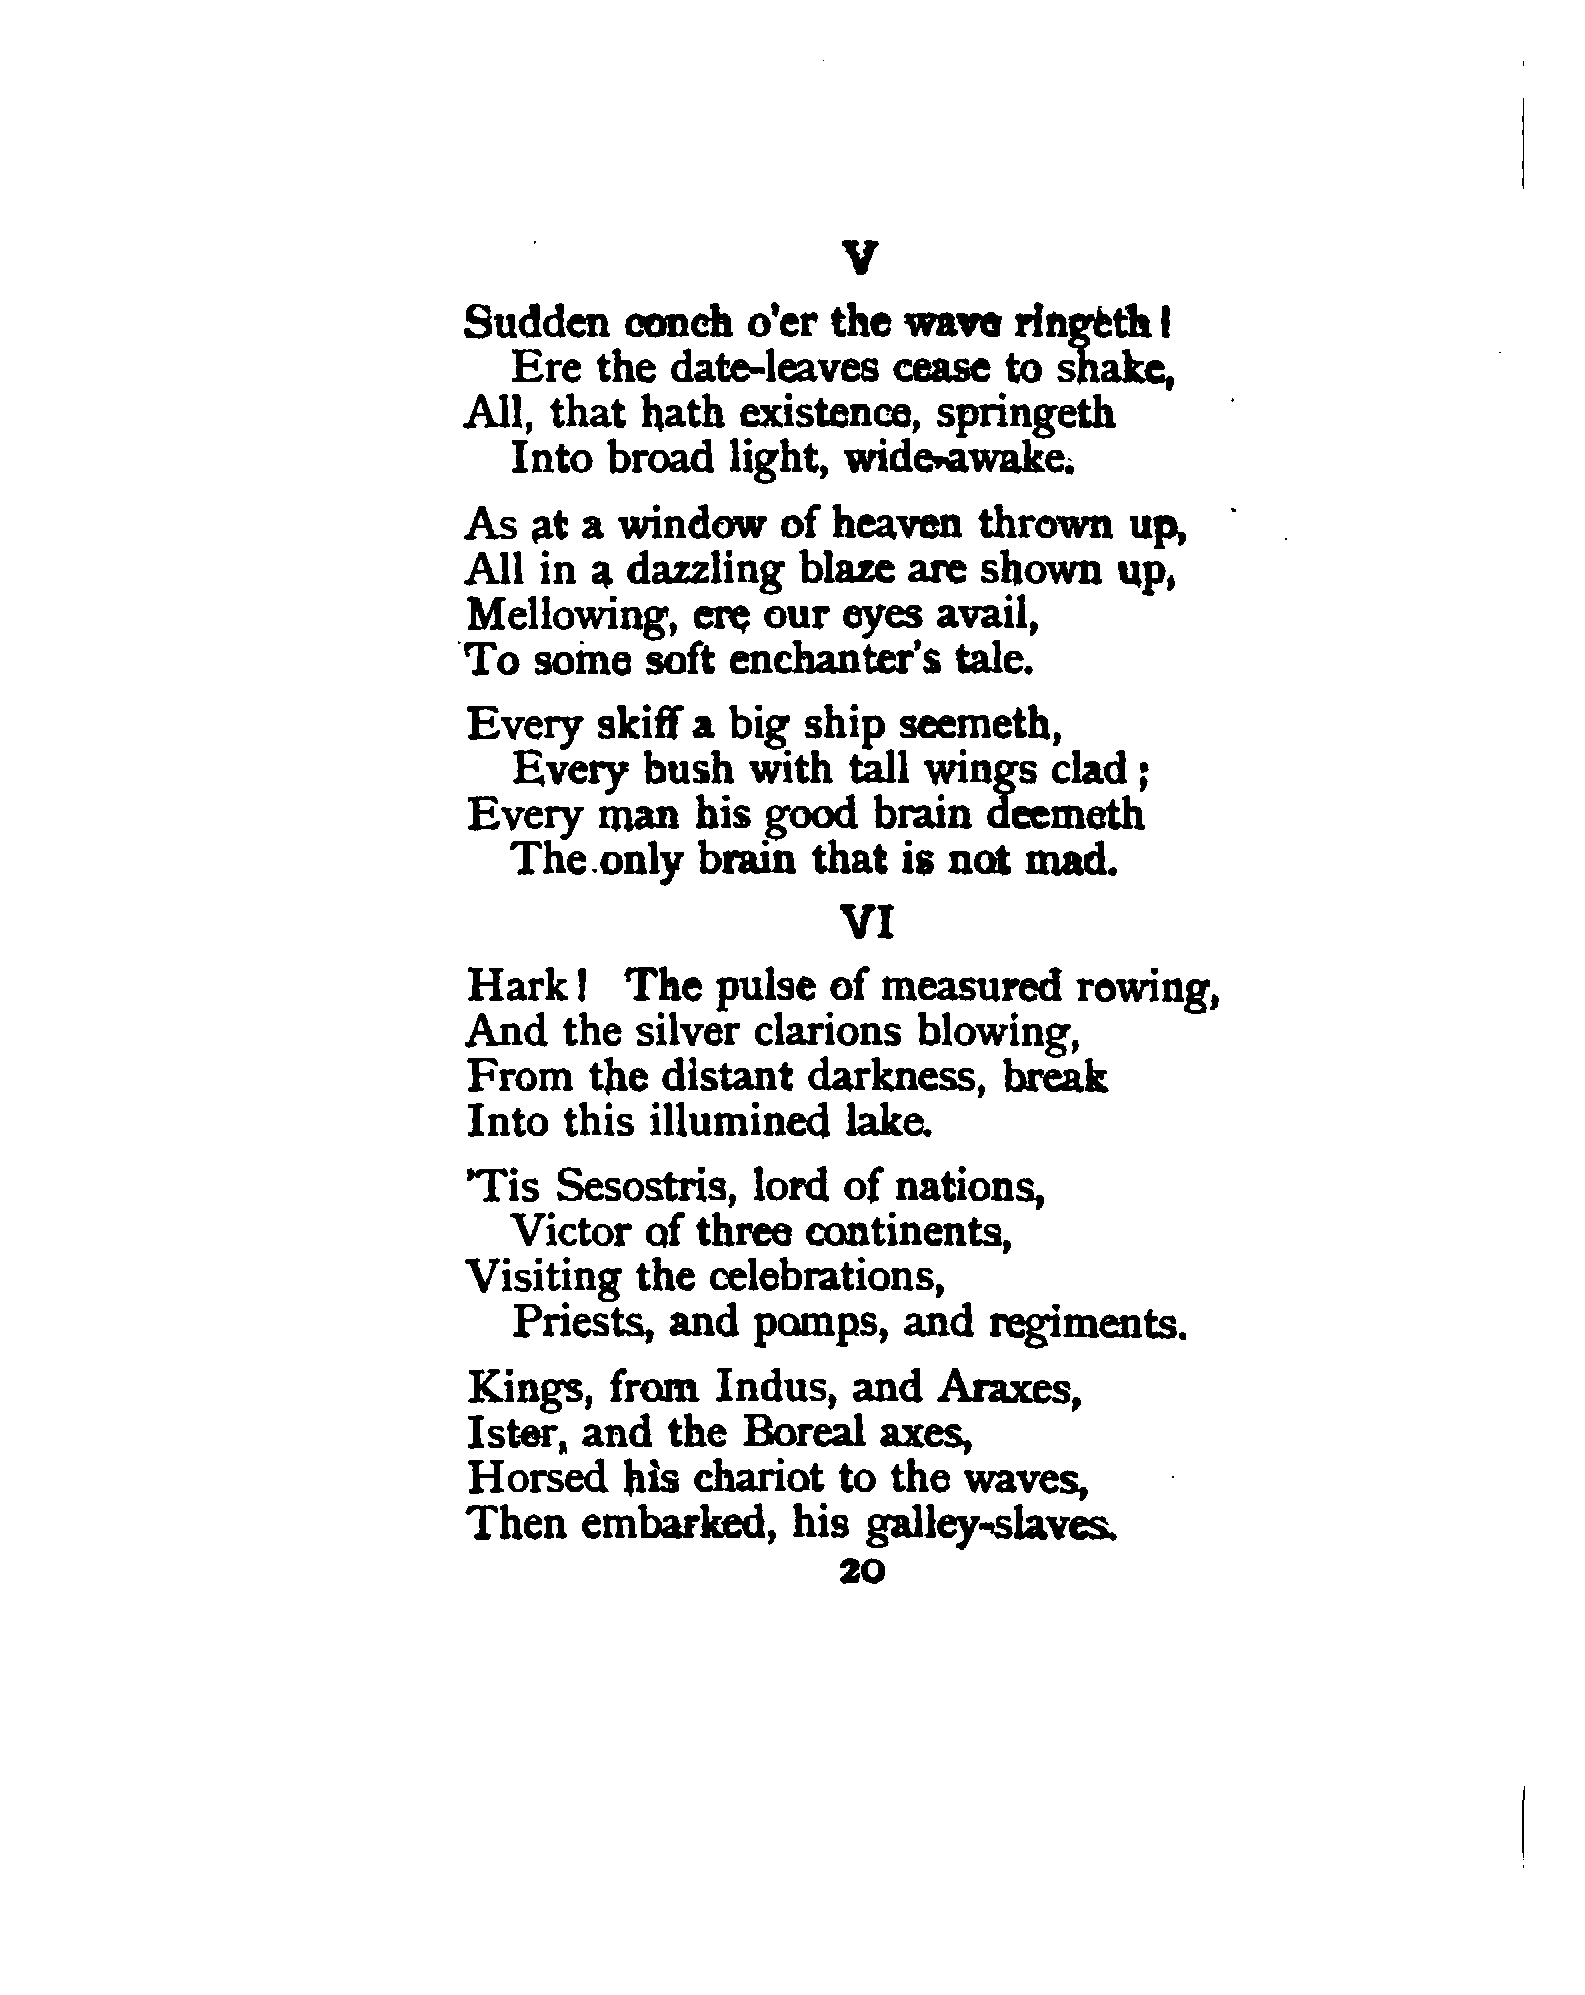 V
Sudden conch o'er the wave ringeth!
Ere the date-leaves cease to shake,
All, that hath existence, springeth
Into broad light, wide-awake.
As at a window of heaven thrown up,
All in a dazzling blaze are shown up,
Mellowing, ere our eyes avail,
To some soft enchanter's tale.
Every skiff a big ship seemeth,
Every bush with tall wings clad;
Every man his good brain deemeth
The only brain that is not mad.
VI
Hark! The pulse of measured rowing,
And the silver clarions blowing,
From the distant darkness, break
Into this illumined lake.
'Tis Sesostris, lord of nations,
Victor of three continents,
Visiting the celebrations,
Priests, and pomps, and regiments.
Kings, from Indus, and Araxes,
Ister, and the Boreal axes,
Horsed his chariot to the waves,
Then embarked, his galley-slaves.
20